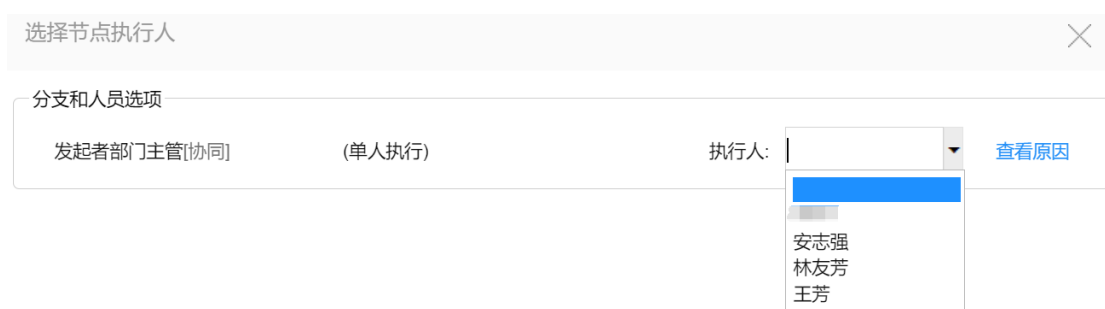 选择节点执行人
分支和人员选项
发起者部门主管[协同] (单人执行) 执行人: 查看原因
安志强
林友芳
王芳